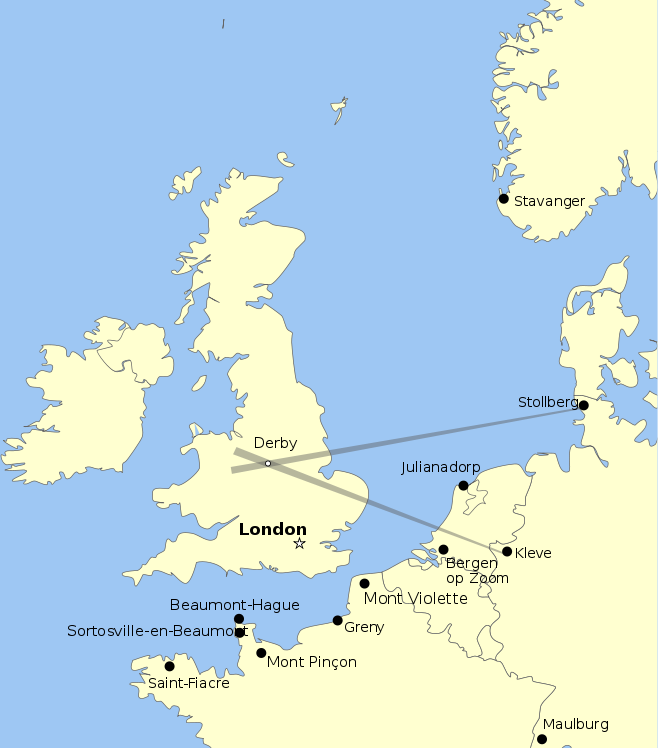 Stavanger
Stollberg
Derby
Julianadorp
London
Kleve
Bergen
op Zoom
Mont Violette
Beaumont-Hague
Greny
Sortosville-en-Beaumont
Mont Pinçon
Saint-Fiacre
Maulburg